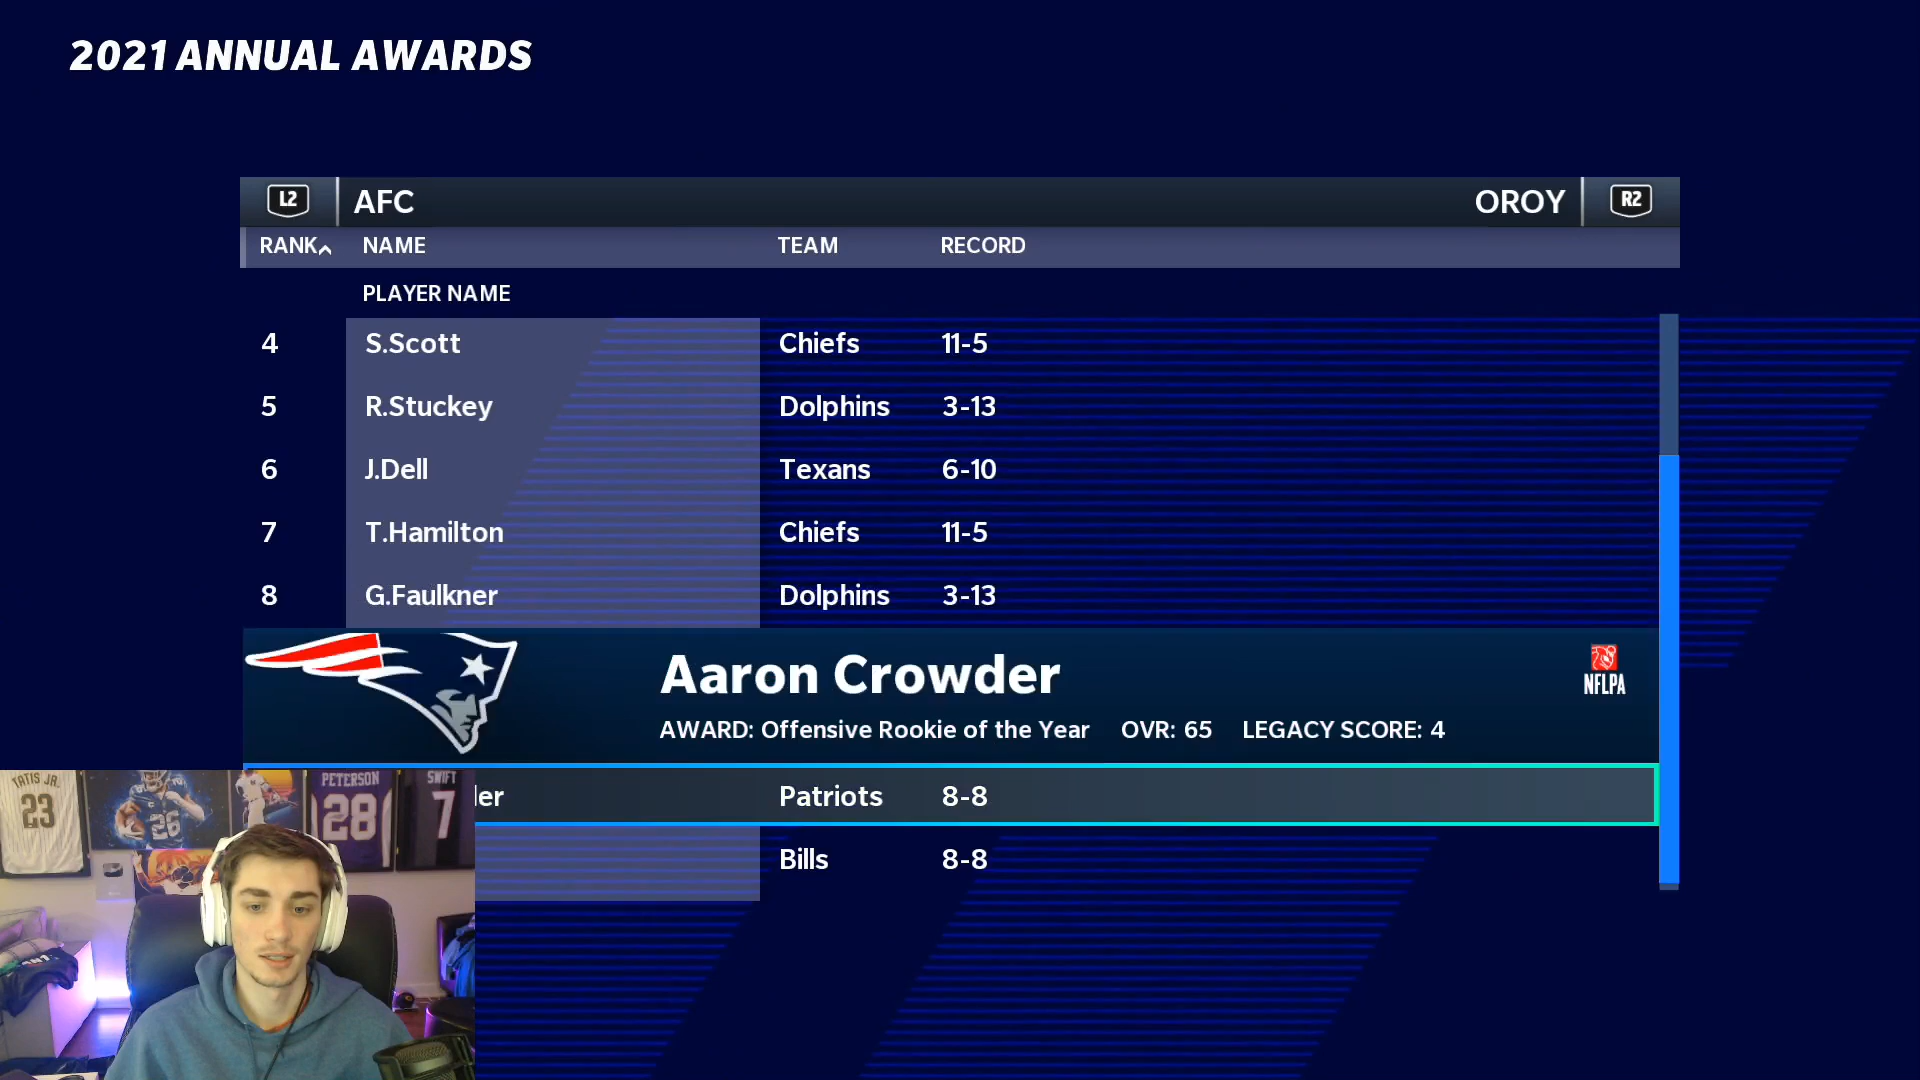 2021 ANNUAL AWARDS
L2 AFC OROY R2
RANK NAME TEAM RECORD
PLAYER NAME
4 S.Scott Chiefs 11-5
5 R.Stuckey Dolphins 3-13
6 J.Dell Texans 6-10
7 T.Hamilton Chiefs 11-5
8 G.Faulkner Dolphins 3-13
Aaron Crowder
NFLPA
AWARD: Offensive Rookie of the Year OVR: 65 LEGACY SCORE: 4
ler Patriots 8-8
Bills 8-8
TATIS JR.
23
26
PETERSON
28
SWIFT
7